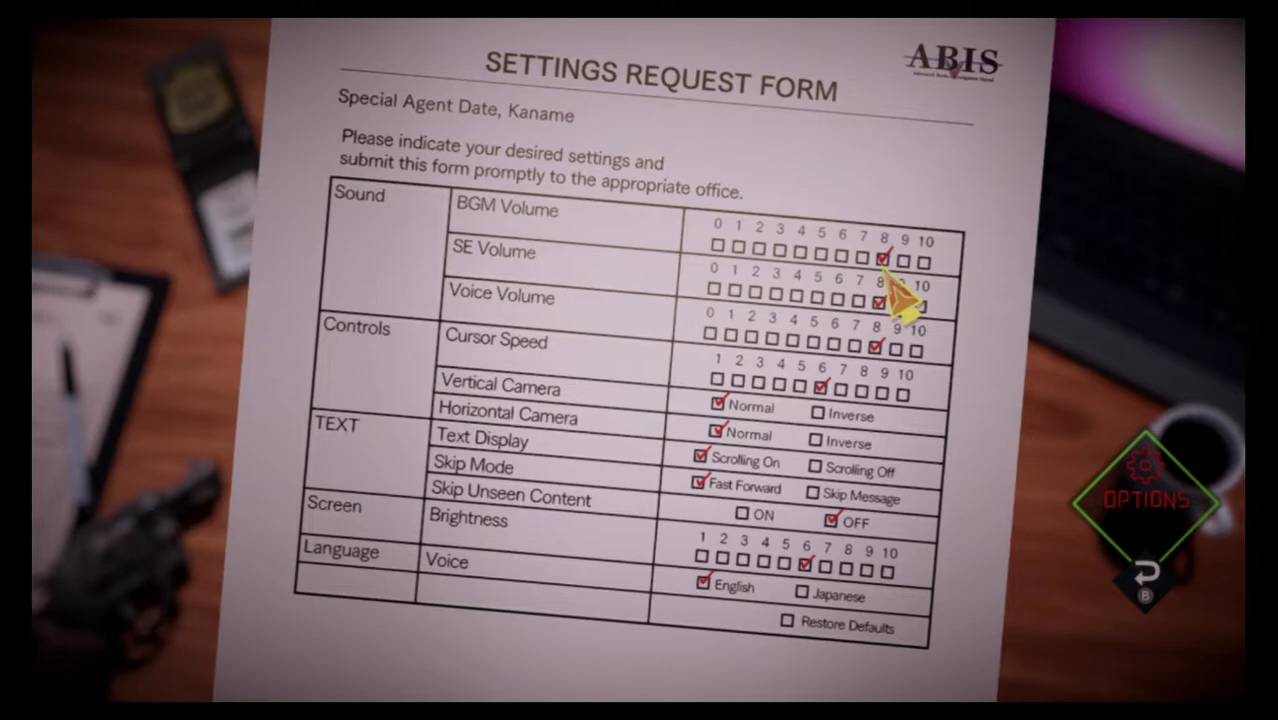 ABIS
SETTINGS REQUEST FORM
Special Agent Date, Kaname
Please indicate your desired settings and
submit this form promptly to the appropriate office.
Sound
BGM Volume
0 1 2 3 4 5 6 7 8 9 10
SE Volume
0 1 2 3 4 5 6 7 8 10
Voice Volume
0 1 2 3 4 5 6 7 8 9 10
Controls
Cursor Speed
1 2 3 4 5 6 7 8 9 10
Vertical Camera
Normal Inverse
Horizontal Camera
Normal Inverse
TEXT
Text Display
Scrolling On Scrolling Off
Skip Mode
Fast Forward Skip Message
Skip Unseen Content
ON OFF
Screen
Brightness
1 2 3 4 5 6 7 8 9 10
Language
Voice
English Japanese
Restore Defaults
OPTIONS
B